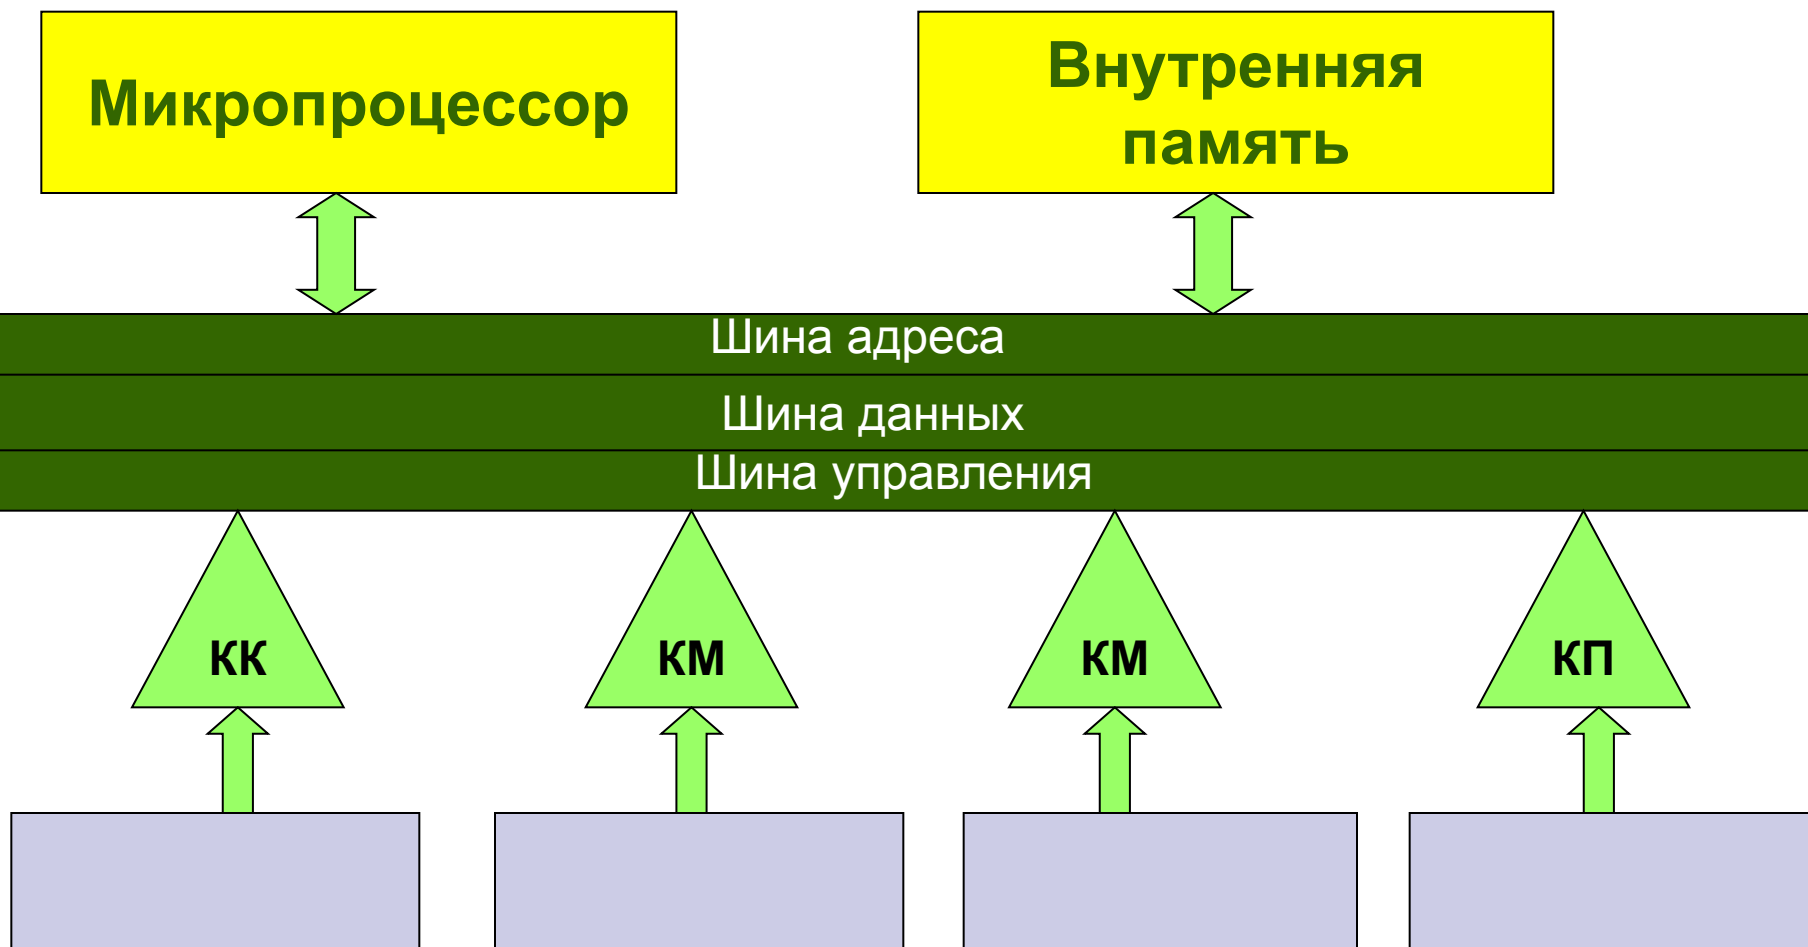 Микропроцессор
Внутренняя
память
Шина адреса
Шина данных
Шина управления
КК
КМ
КМ
КП